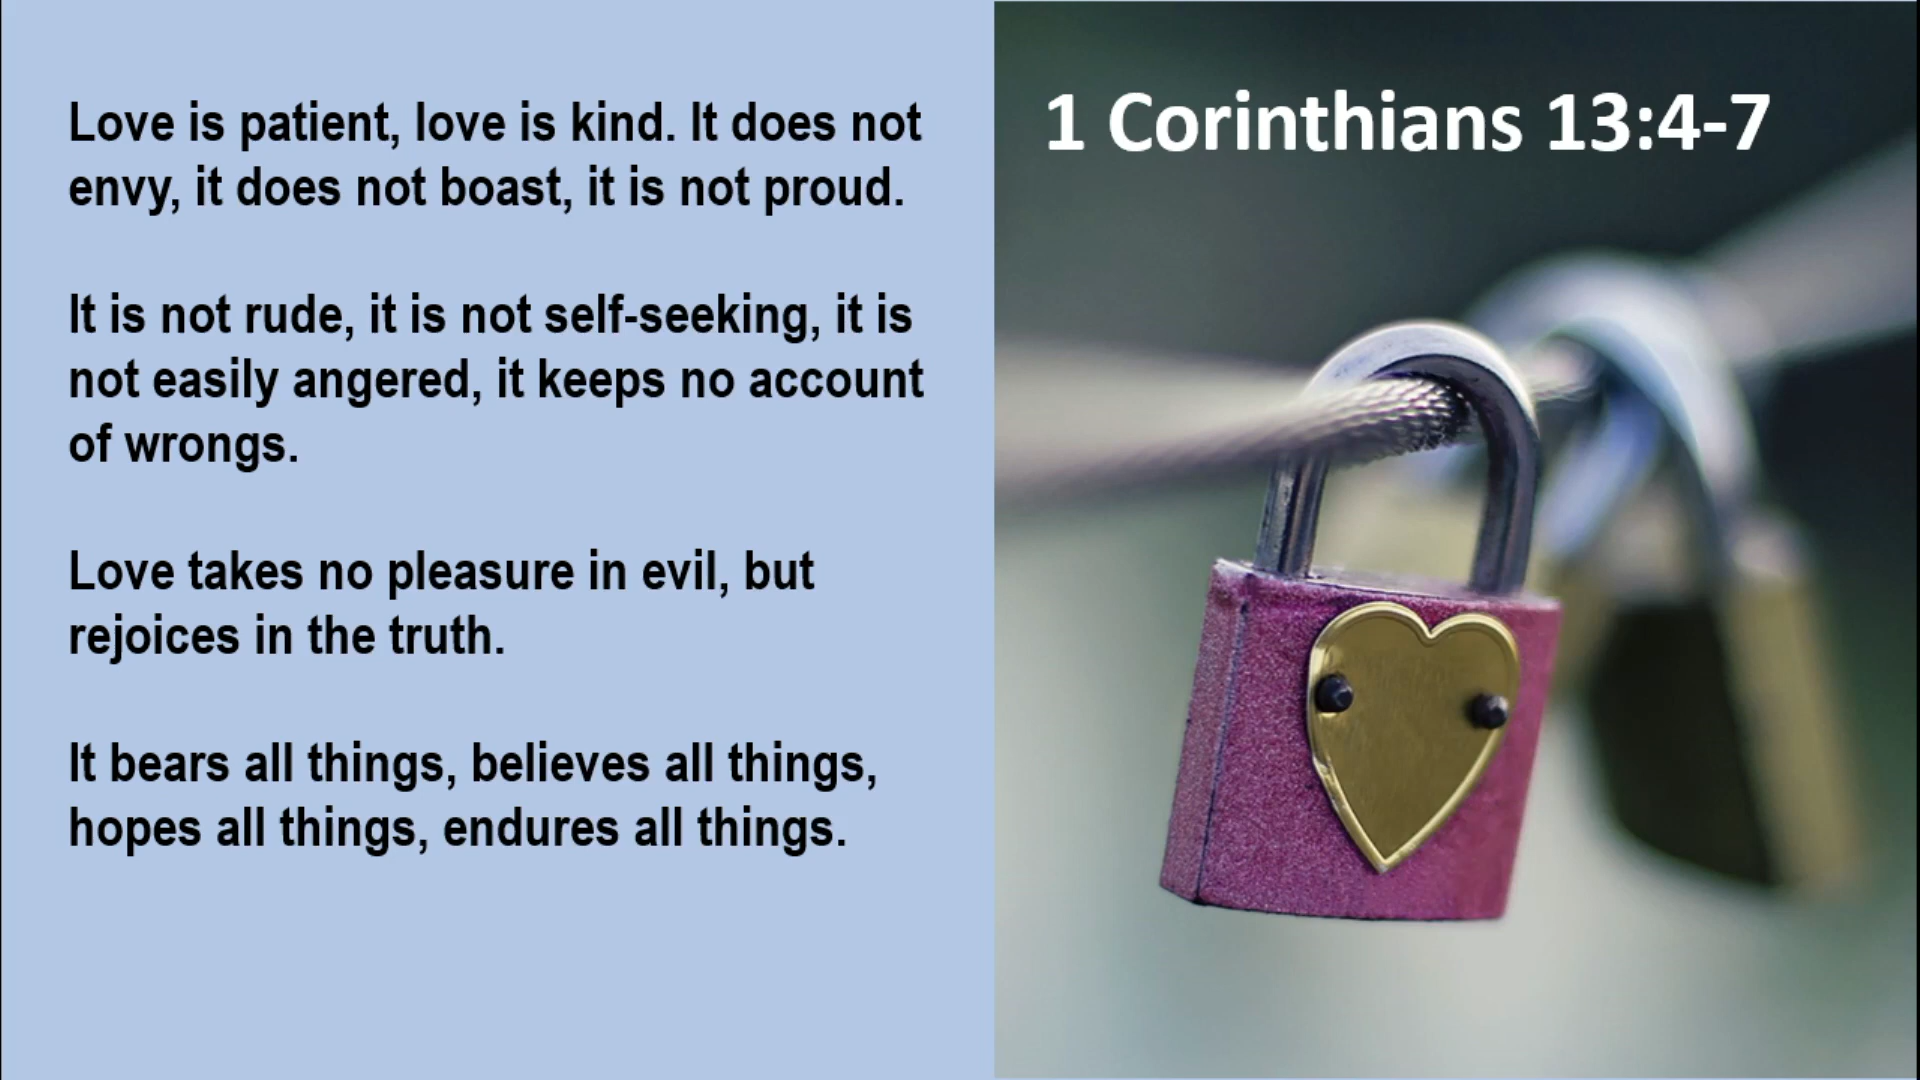 Love is patient, love is kind. It does not
envy, it does not boast, it is not proud.
It is not rude, it is not self-seeking, it is
not easily angered, it keeps no account
of wrongs.
Love takes no pleasure in evil, but
rejoices in the truth.
It bears all things, believes all things,
hopes all things, endures all things.
1 Corinthians 13:4-7